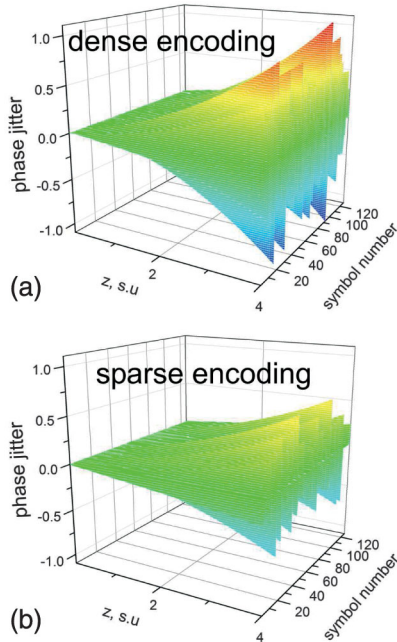 dense encoding
1.0
0.5
0.0
-0.5
-1.0
phase jitter
2
4
z, s.u
20
40
60
80
100
120
symbol number
(a)
sparse encoding
1.0
0.5
0.0
-0.5
-1.0
phase jitter
2
4
z, s.u
20
40
60
80
100
120
symbol number
(b)